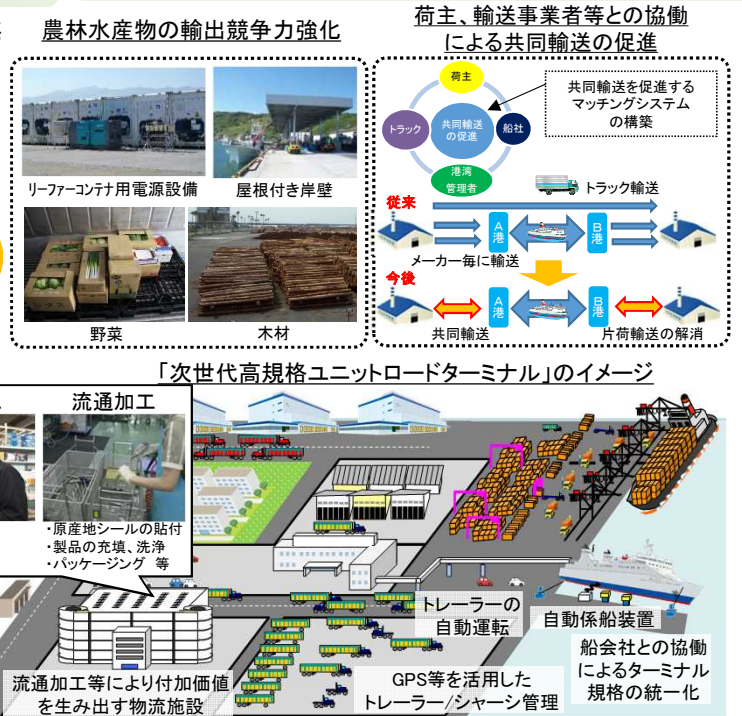 農林水産物の輸出競争力強化
リーファーコンテナ用電源設備
屋根付き岸壁
野菜
木材
荷主、輸送事業者等との協働
による共同輸送の促進
荷主
トラック
共同輸送
の促進
船社
港湾
管理者
共同輸送を促進する
マッチングシステム
の構築
トラック輸送
従来
A港
B港
メーカー毎に輸送
今後
A港
B港
共同輸送
片荷輸送の解消
「次世代高規格ユニットロードターミナル」のイメージ
流通加工
・原産地シールの貼付
・製品の充填、洗浄
・パッケージング 等
流通加工等により付加価値
を生み出す物流施設
トレーラーの
自動運転
GPS等を活用した
トレーラー/シャーシ管理
自動係船装置
船会社との協働
によるターミナル
規格の統一化